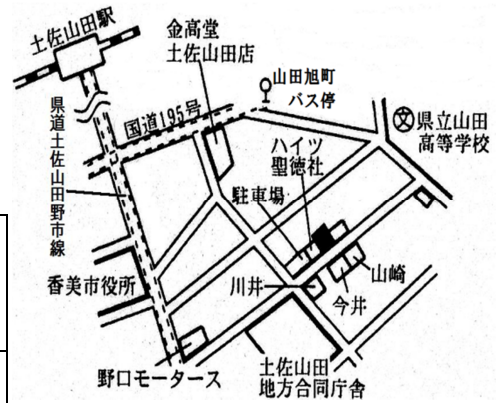 土佐山田駅
金高堂
土佐山田店
山田旭町
バス停
国道195号
県道土佐山田野市線
文
県立山田
高等学校
ハイツ
聖徳社
駐車場
香美市役所
川井
今井
山崎
野口モータース
土佐山田
地方合同庁舎